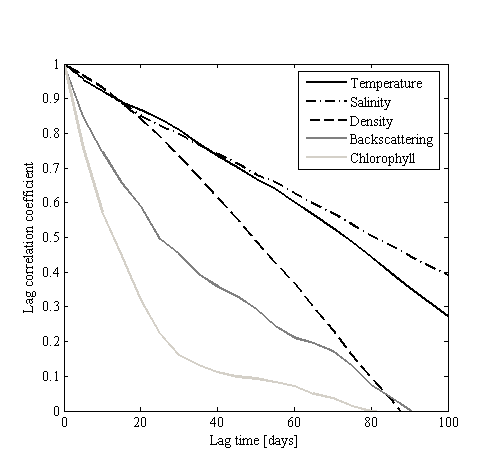 1
0.9
0.8
0.7
0.6
0.5
0.4
0.3
0.2
0.1
0
Lag correlation coefficient
Temperature
Salinity
Density
Backscattering
Chlorophyll
0 20 40 60 80 100
Lag time [days]